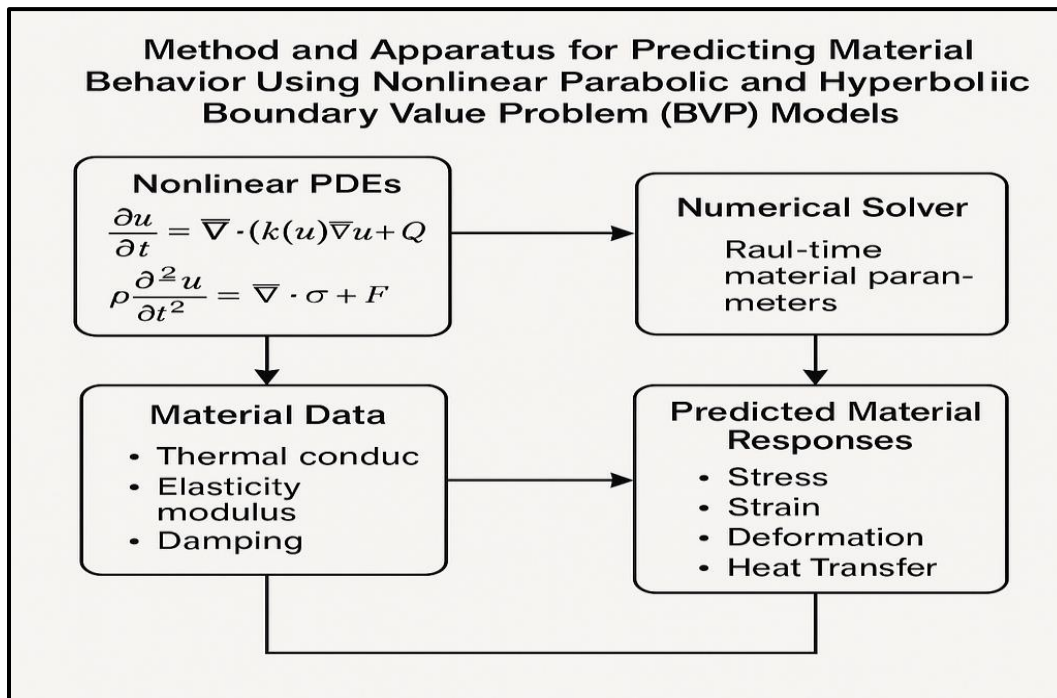 Method and Apparatus for Predicting Material
Behavior Using Nonlinear Parabolic and Hyperboliic
Boundary Value Problem (BVP) Models
Nonlinear PDEs
∂u/∂t = ∇̅ · (k(u)∇̅u + Q
ρ ∂²u/∂t² = ∇̅ · σ + F
Numerical Solver
Raul-time
material paran-
meters
Material Data
• Thermal conduc
• Elasticity
modulus
• Damping
Predicted Material
Responses
• Stress
• Strain
• Deformation
• Heat Transfer